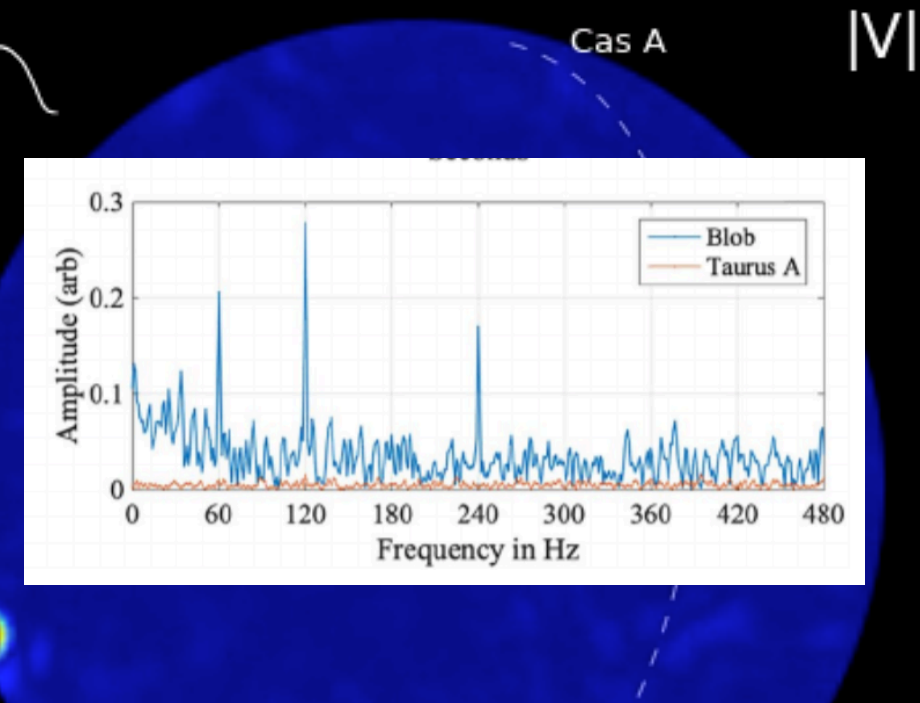 Cas A
|V|
0.3
0.2
0.1
0
Amplitude (arb)
Blob
Taurus A
0 60 120 180 240 300 360 420 480
Frequency in Hz